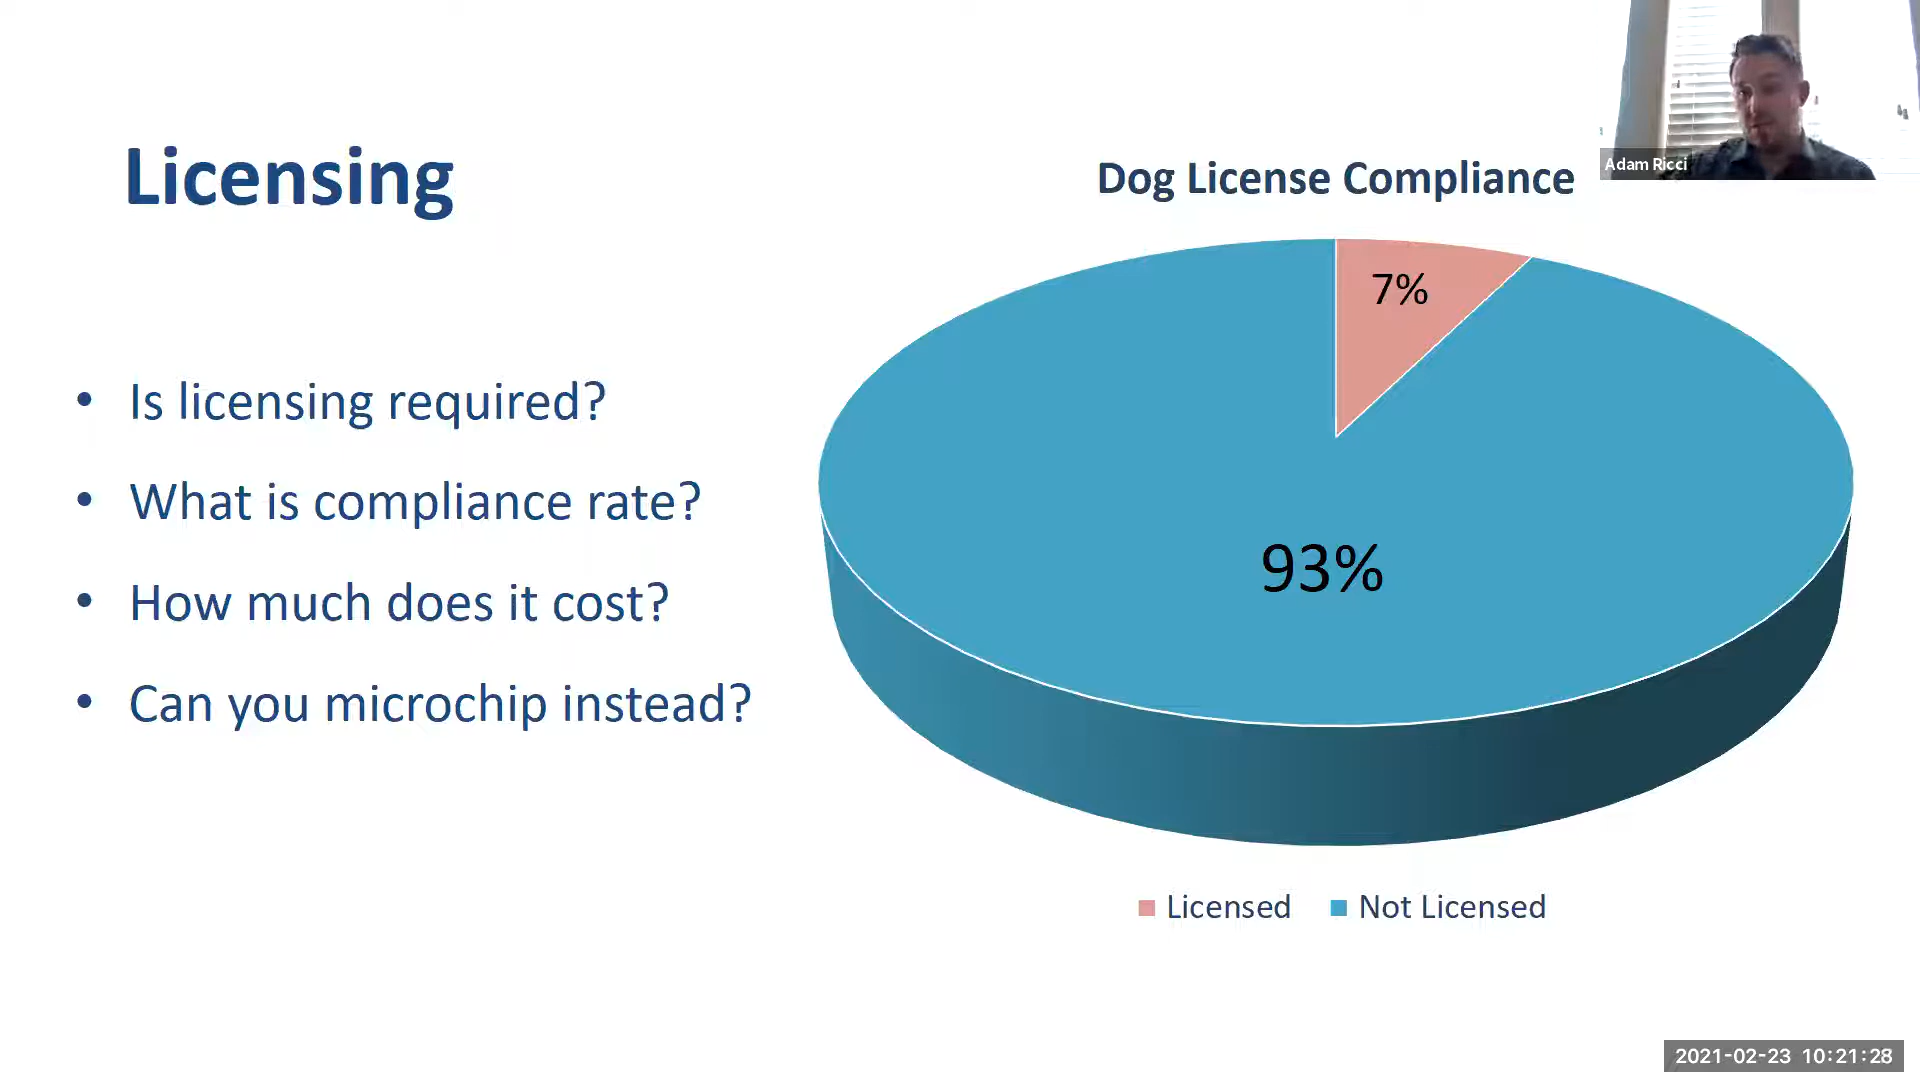 Licensing
• Is licensing required?
• What is compliance rate?
• How much does it cost?
• Can you microchip instead?
Dog License Compliance
7%
93%
Licensed
Not Licensed
Adam Ricci
2021-02-23 10:21:28